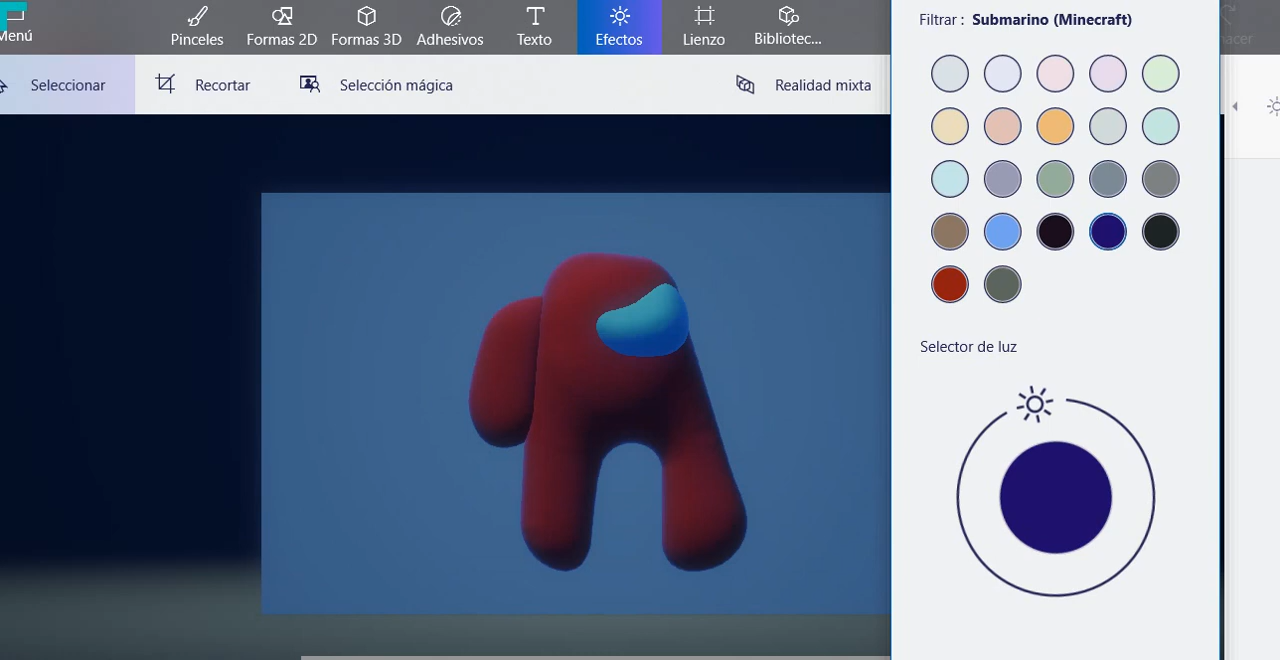 Menú
Pinceles
Formas 2D
Formas 3D
Adhesivos
Texto
Efectos
Lienzo
Bibliotec...
Seleccionar
Recortar
Selección mágica
Realidad mixta
Filtrar : Submarino (Minecraft)
Selector de luz